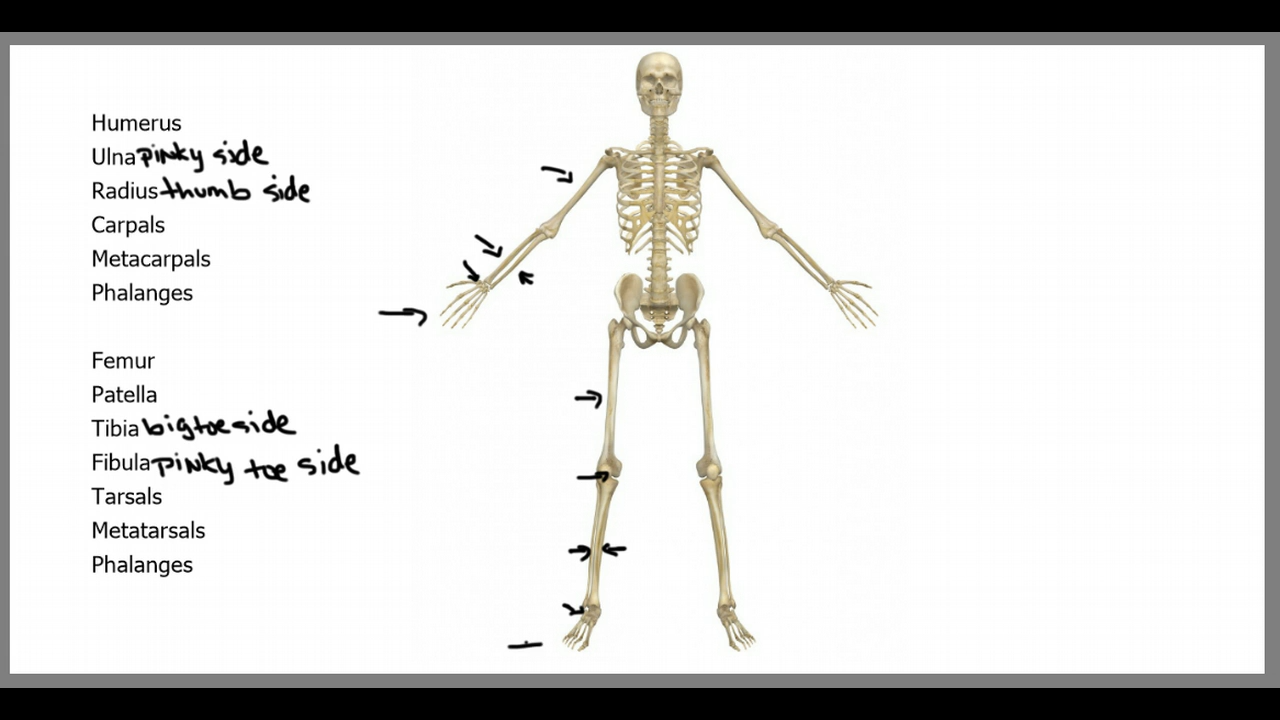 Humerus
Ulna pinky side
Radius thumb side
Carpals
Metacarpals
Phalanges
Femur
Patella
Tibia big toe side
Fibula pinky toe side
Tarsals
Metatarsals
Phalanges